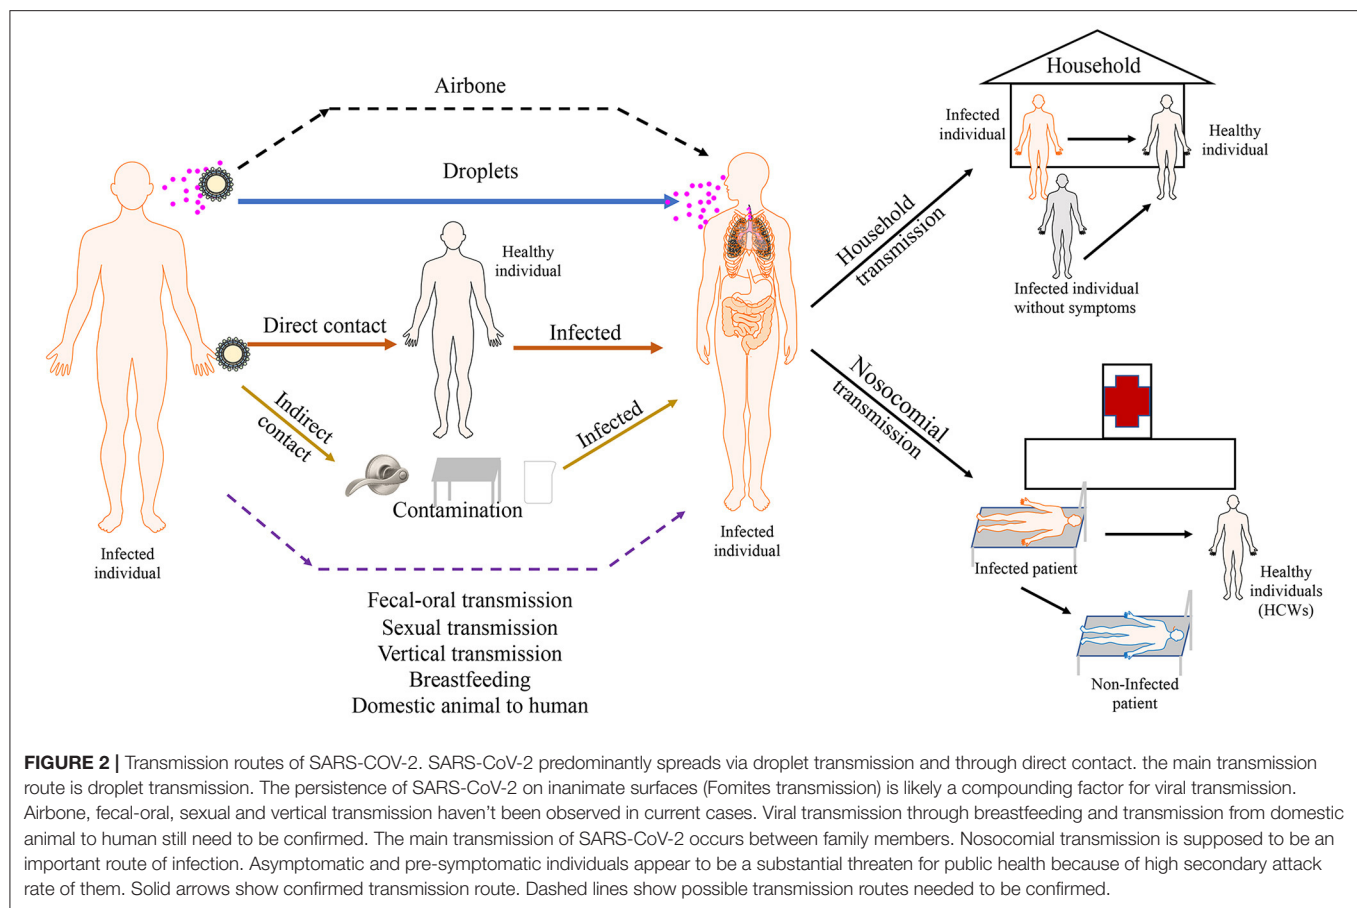 Airbone
Droplets
Healthy
individual
Direct contact
Infected
Indirect
contact
Infected
Contamination
Infected
individual
Infected
individual
Fecal-oral transmission
Sexual transmission
Vertical transmission
Breastfeeding
Domestic animal to human
Household
transmission
Household
Infected
individual
Healthy
individual
Infected individual
without symptoms
Nosocomial
transmission
Infected patient
Healthy
individuals
(HCWs)
Non-Infected
patient
FIGURE 2 | Transmission routes of SARS-COV-2. SARS-CoV-2 predominantly spreads via droplet transmission and through direct contact. the main transmission
route is droplet transmission. The persistence of SARS-CoV-2 on inanimate surfaces (Fomites transmission) is likely a compounding factor for viral transmission.
Airbone, fecal-oral, sexual and vertical transmission haven't been observed in current cases. Viral transmission through breastfeeding and transmission from domestic
animal to human still need to be confirmed. The main transmission of SARS-CoV-2 occurs between family members. Nosocomial transmission is supposed to be an
important route of infection. Asymptomatic and pre-symptomatic individuals appear to be a substantial threaten for public health because of high secondary attack
rate of them. Solid arrows show confirmed transmission route. Dashed lines show possible transmission routes needed to be confirmed.